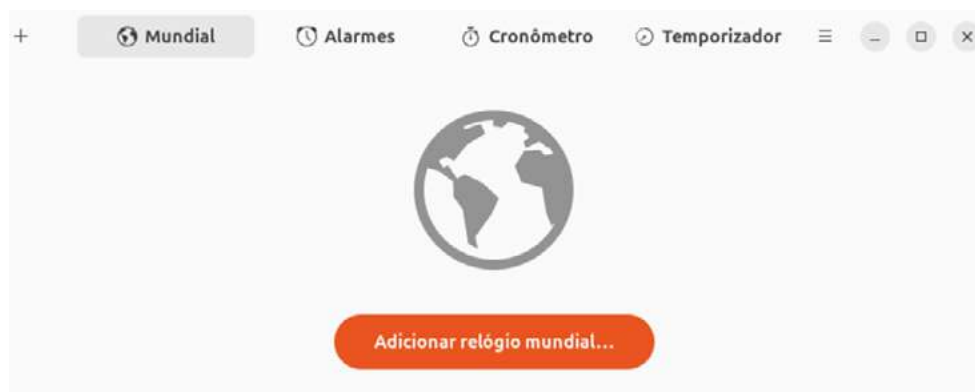 Mundial Alarmes Cronômetro Temporizador
Adicionar relógio mundial...